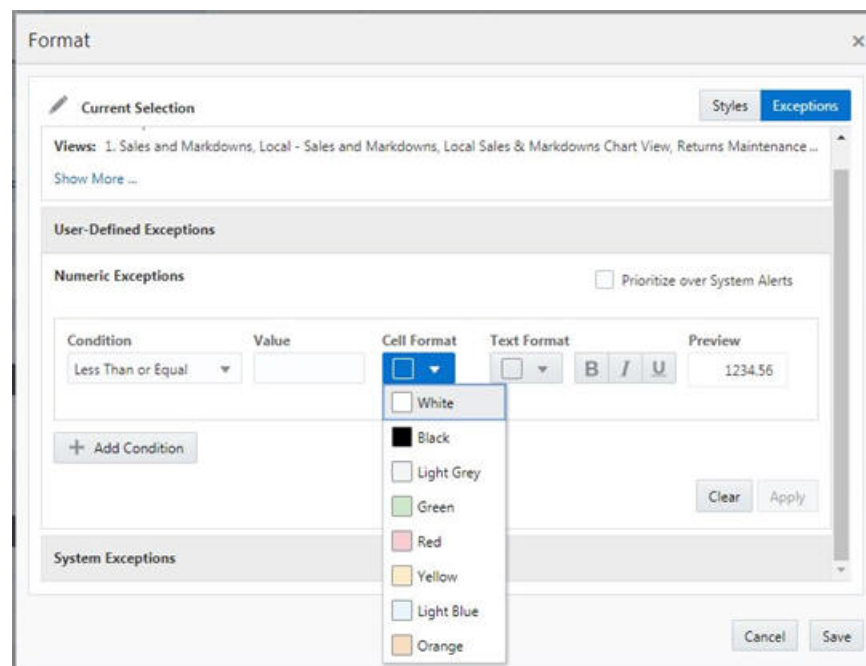 Format
×
Current Selection
Styles
Exceptions
Views: 1. Sales and Markdowns, Local - Sales and Markdowns, Local Sales & Markdowns Chart View, Returns Maintenance ...
Show More ...
User-Defined Exceptions
Numeric Exceptions
Prioritize over System Alerts
Condition Value Cell Format Text Format Preview
Less Than or Equal B I U 1234.56
White
Black
Light Grey
Green
Red
Yellow
Light Blue
Orange
+ Add Condition
Clear Apply
System Exceptions
Cancel Save